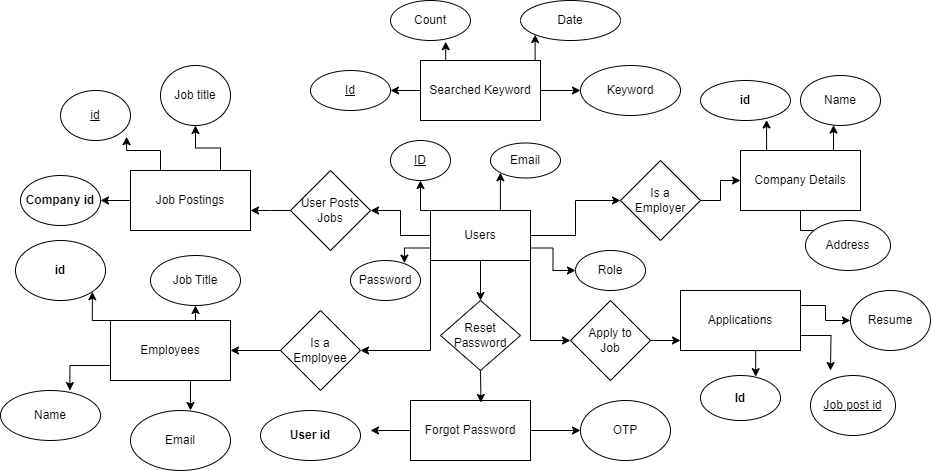 Count
Date
Id
Searched Keyword
Keyword
id
Job title
id
Name
ID
Email
Company id
Job Postings
User Posts
Jobs
Is a
Employer
Company Details
Users
Address
Password
Role
id
Job Title
Employees
Is a
Employee
Reset
Password
Apply to
Job
Applications
Resume
Name
Email
User id
Forgot Password
OTP
Id
Job post id